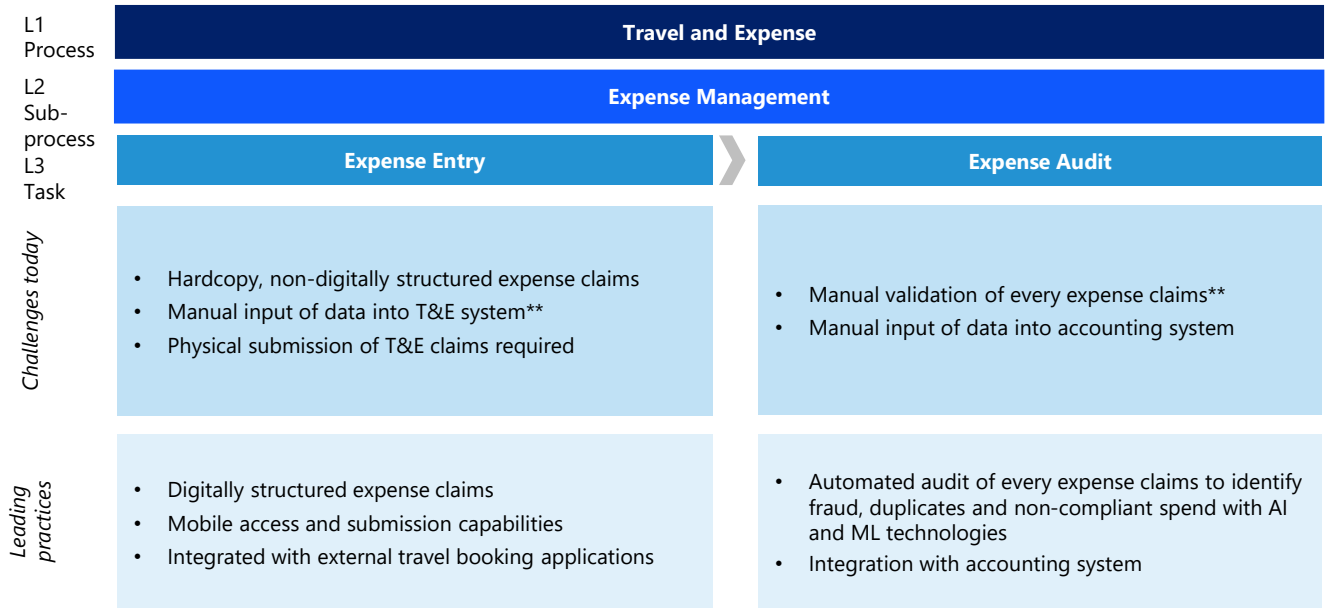 L1
Process
Travel and Expense
L2
Sub-
process
Expense Management
L3
Task
Expense Entry
Expense Audit
Challenges today
• Hardcopy, non-digitally structured expense claims
• Manual input of data into T&E system**
• Physical submission of T&E claims required
• Manual validation of every expense claims**
• Manual input of data into accounting system
Leading
practices
• Digitally structured expense claims
• Mobile access and submission capabilities
• Integrated with external travel booking applications
• Automated audit of every expense claims to identify
fraud, duplicates and non-compliant spend with AI
and ML technologies
• Integration with accounting system